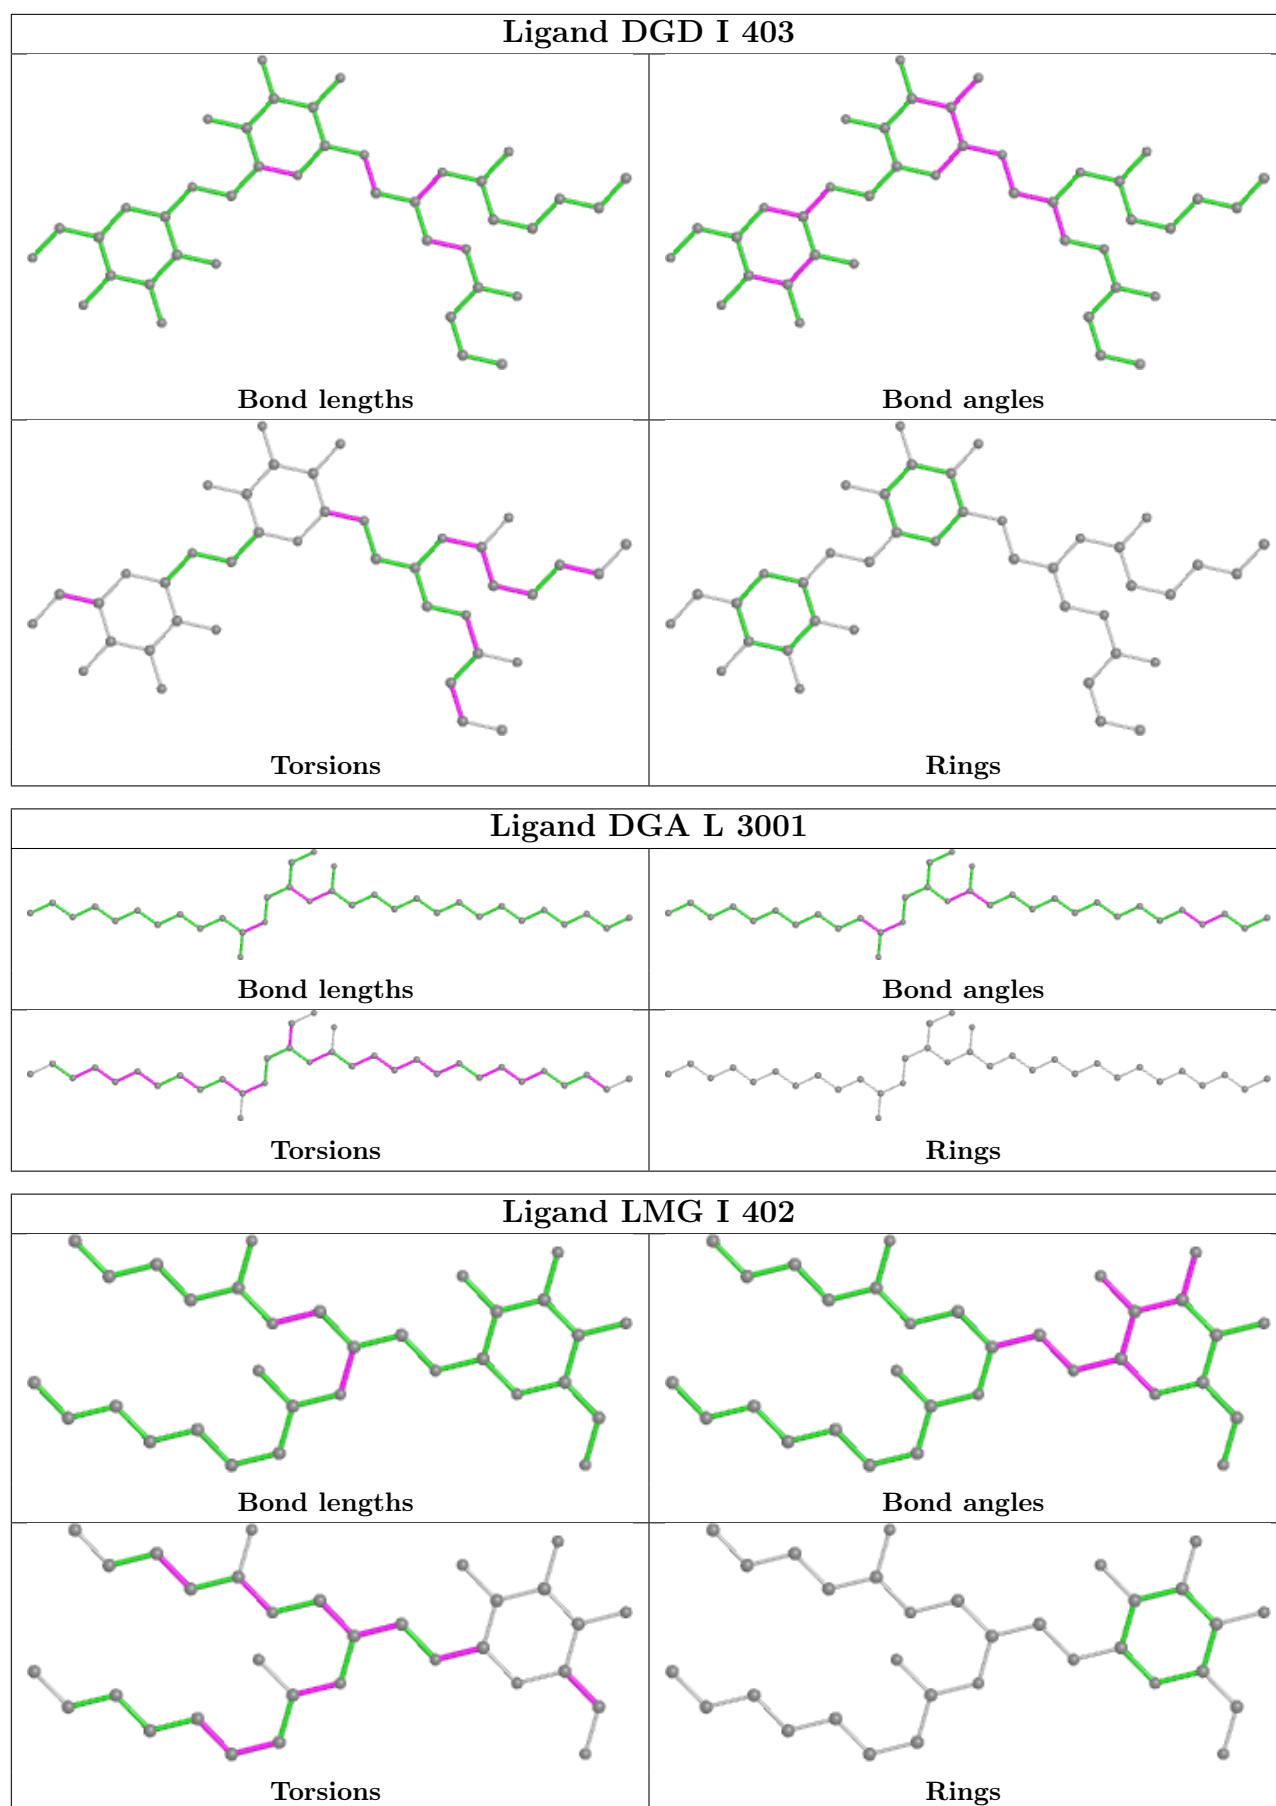 Ligand DGD I 403
Bond lengths
Bond angles
Torsions
Rings
Ligand DGA L 3001
Bond lengths
Bond angles
Torsions
Rings
Ligand LMG I 402
Bond lengths
Bond angles
Torsions
Rings